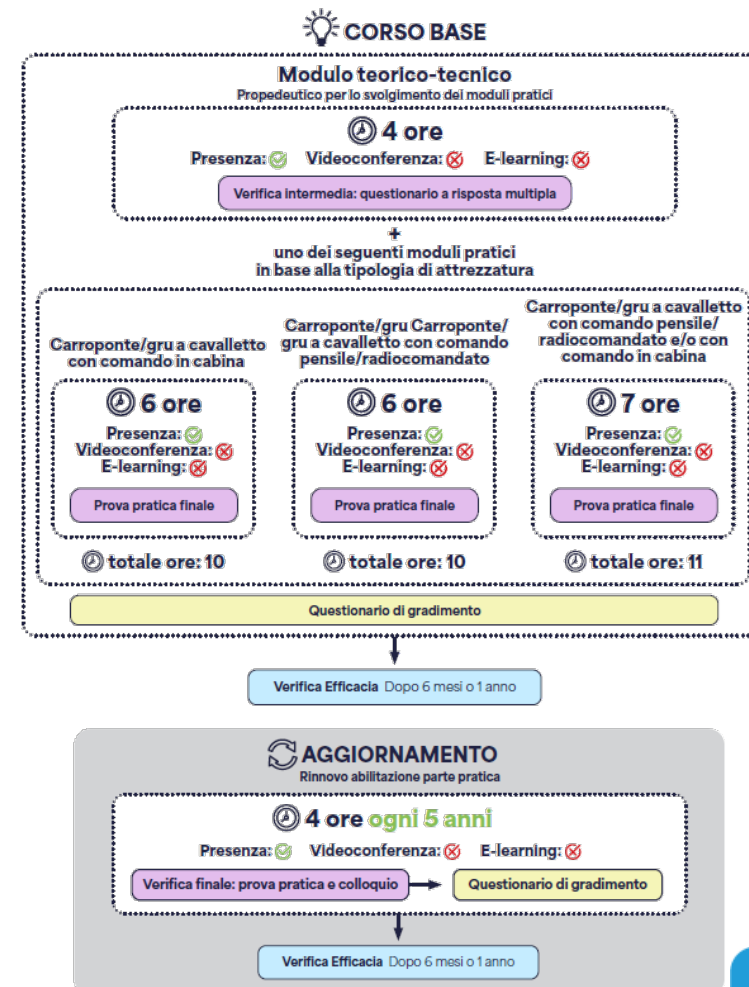 CORSO BASE
Modulo teorico-tecnico
Propedeutico per lo svolgimento dei moduli pratici
4 ore
Presenza: Videoconferenza: E-learning:
Verifica intermedia: questionario a risposta multipla
+
uno dei seguenti moduli pratici
in base alla tipologia di attrezzatura
Carroponte/gru a cavalletto
con comando in cabina
6 ore
Presenza:
Videoconferenza:
E-learning:
Prova pratica finale
totale ore: 10
Carroponte/gru Carroponte/
gru a cavalletto con comando
pensile/radiocomandato
6 ore
Presenza:
Videoconferenza:
E-learning:
Prova pratica finale
totale ore: 10
Carroponte/gru a cavalletto
con comando pensile/
radiocomandato e/o con
comando in cabina
7 ore
Presenza:
Videoconferenza:
E-learning:
Prova pratica finale
totale ore: 11
Questionario di gradimento
Verifica Efficacia Dopo 6 mesi o 1 anno
AGGIORNAMENTO
Rinnovo abilitazione parte pratica
4 ore ogni 5 anni
Presenza: Videoconferenza: E-learning:
Verifica finale: prova pratica e colloquio
Questionario di gradimento
Verifica Efficacia Dopo 6 mesi o 1 anno